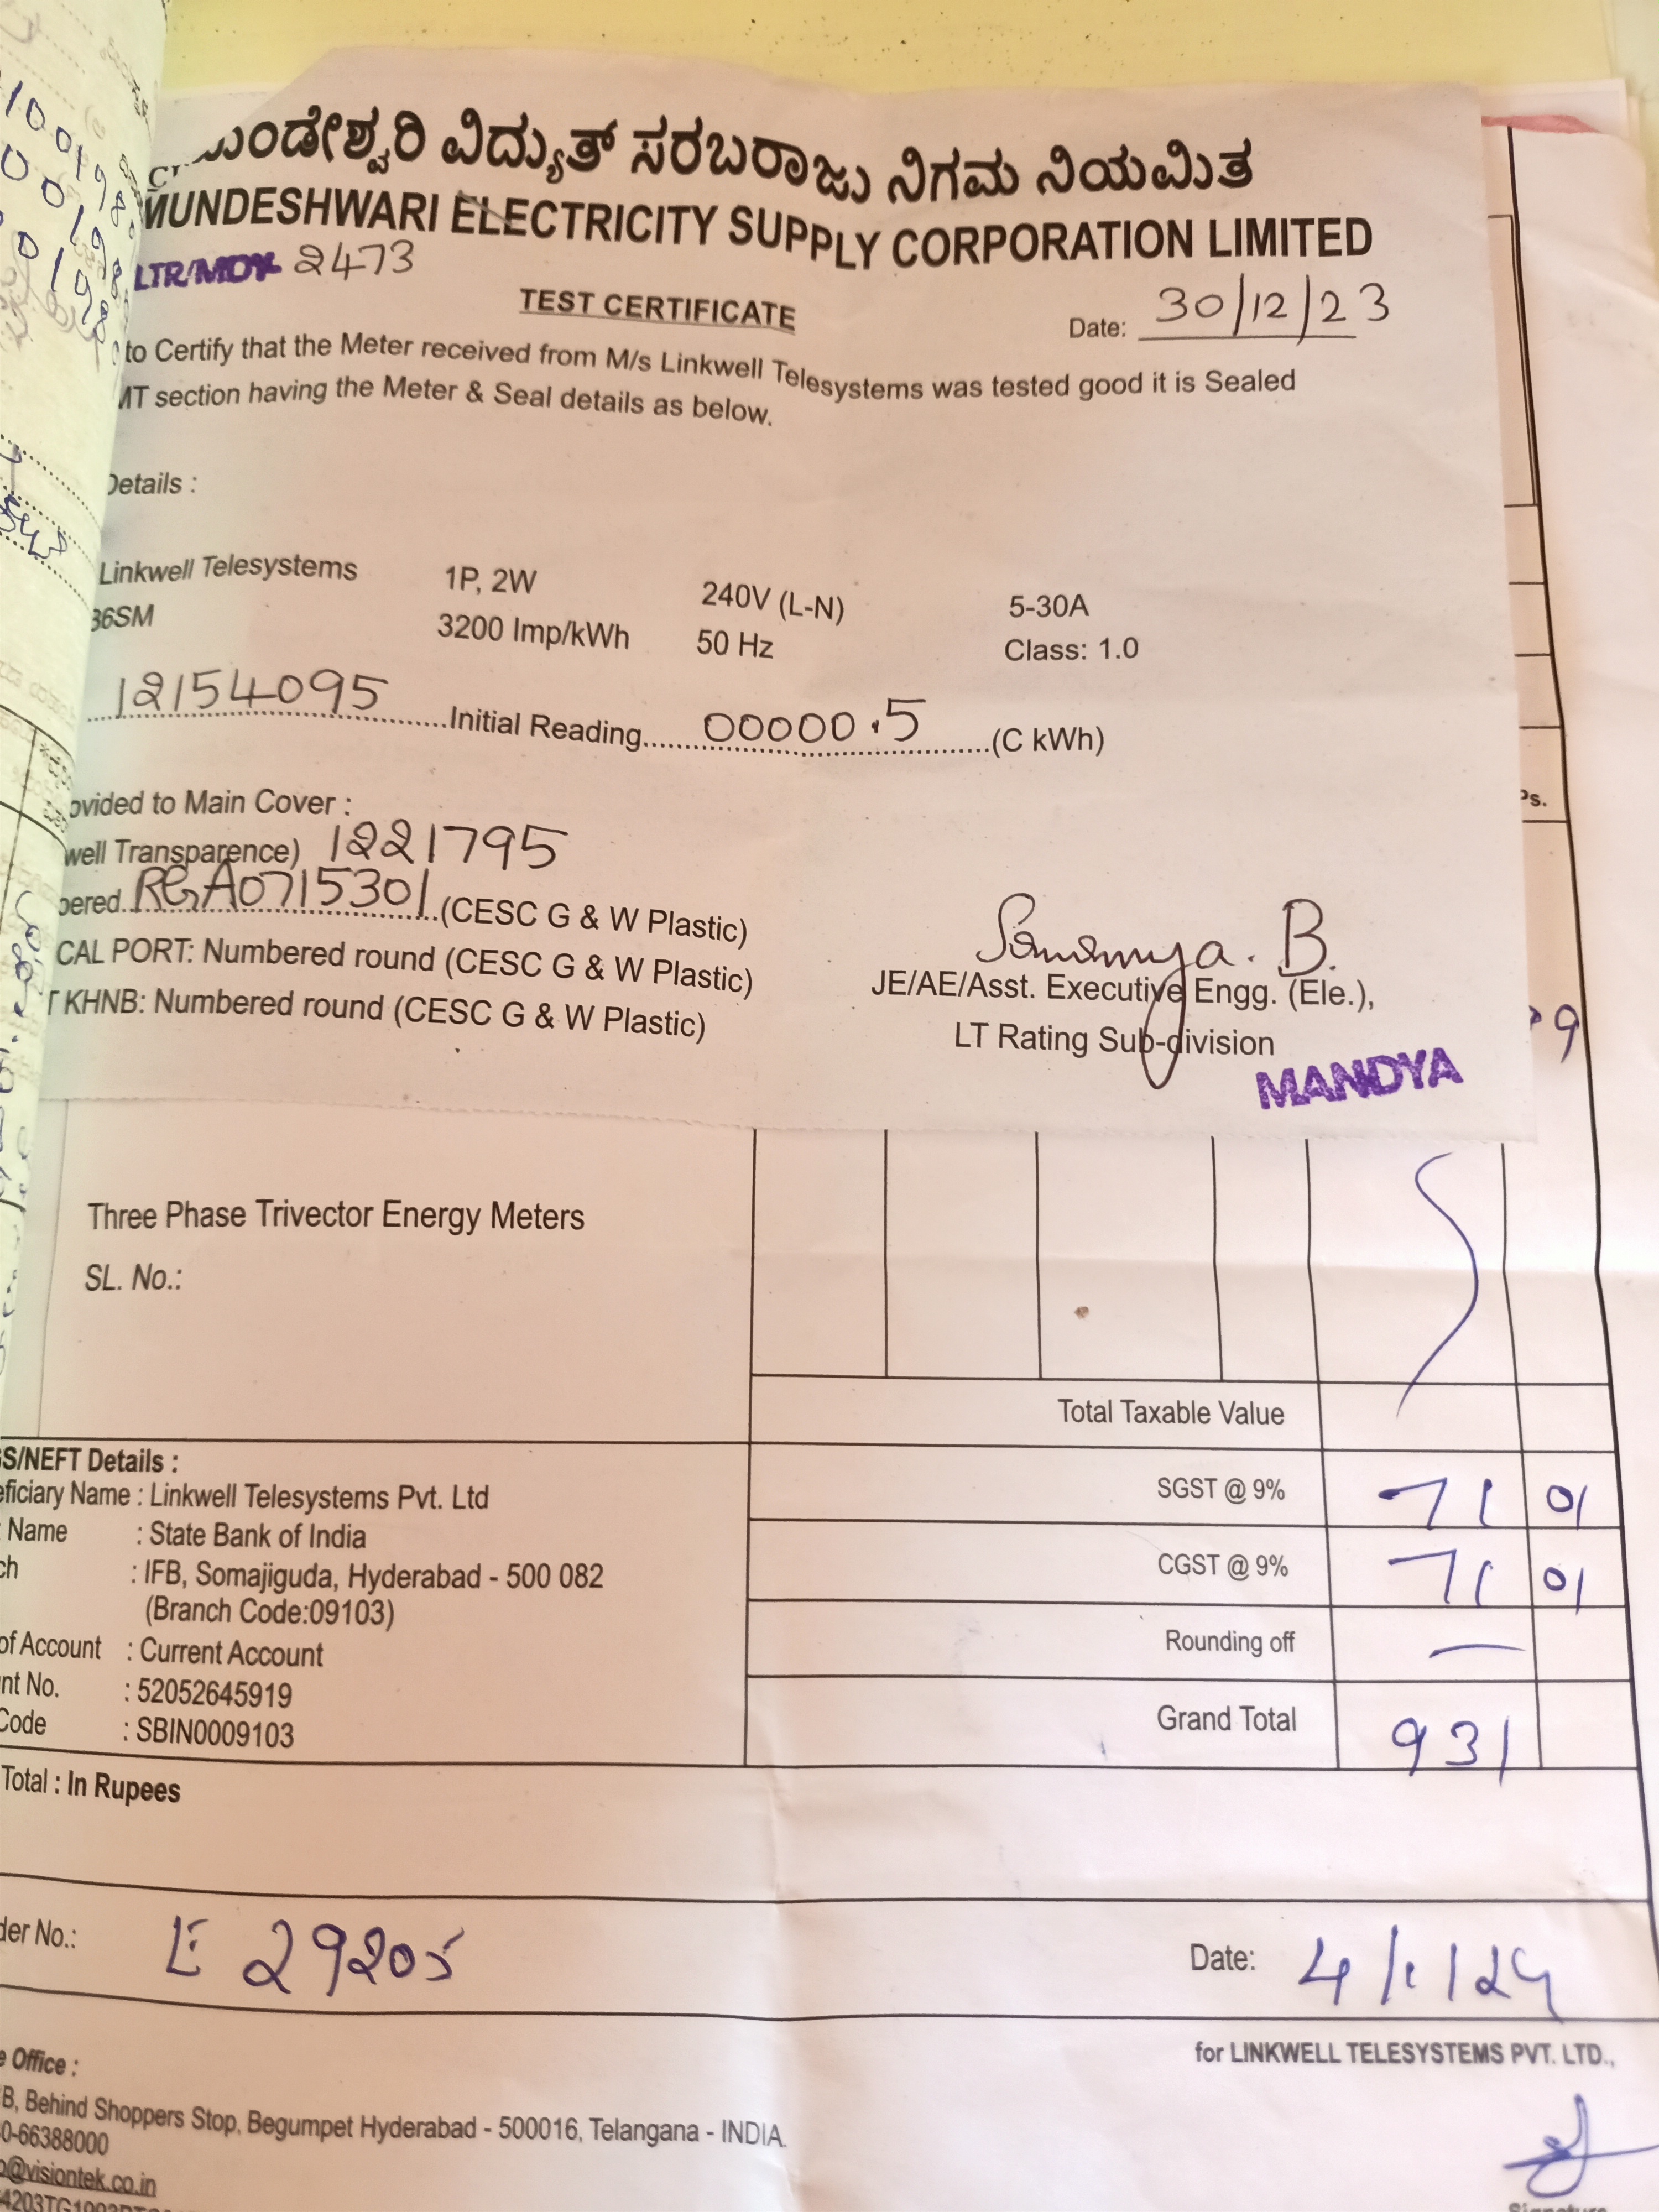 ವಿದ್ಯುತ್ ಸರಬರಾಜು ನಿಗಮ ನಿಯಮಿತ
MUNDESHWARI ELECTRICITY SUPPLY CORPORATION LIMITED
LTR/MDY 2473
TEST CERTIFICATE
Date: 30/12/23
to Certify that the Meter received from M/s Linkwell Telesystems was tested good it is Sealed
MT section having the Meter & Seal details as below.
Details :
Linkwell Telesystems 1P, 2W 240V (L-N) 5-30A
36SM 3200 Imp/kWh 50 Hz Class: 1.0
12154095 Initial Reading 00000.5 (C kWh)
ovided to Main Cover :
well Transparence) 1221795
bered RGA0715301 (CESC G & W Plastic)
CAL PORT: Numbered round (CESC G & W Plastic)
T KHNB: Numbered round (CESC G & W Plastic)
JE/AE/Asst. Executive Engg. (Ele.),
LT Rating Sub-division
MANDYA
Ps.
Three Phase Trivector Energy Meters
SL. No.:
Total Taxable Value
SGST @ 9% 71 01
CGST @ 9% 71 01
Rounding off —
Grand Total 931
GS/NEFT Details :
eficiary Name : Linkwell Telesystems Pvt. Ltd
Name : State Bank of India
ch : IFB, Somajiguda, Hyderabad - 500 082
(Branch Code:09103)
of Account : Current Account
nt No. : 52052645919
Code : SBIN0009103
Total : In Rupees
der No.: E 29205
Date: 4/1/24
for LINKWELL TELESYSTEMS PVT. LTD.,
e Office :
B, Behind Shoppers Stop, Begumpet Hyderabad - 500016, Telangana - INDIA.
0-66388000
o@visiontek.co.in